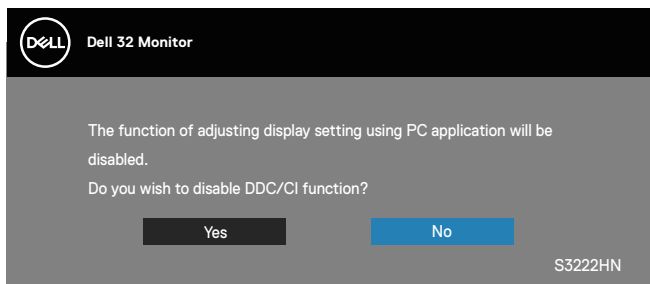 DELL
Dell 32 Monitor
The function of adjusting display setting using PC application will be
disabled.
Do you wish to disable DDC/CI function?
Yes
No
S3222HN